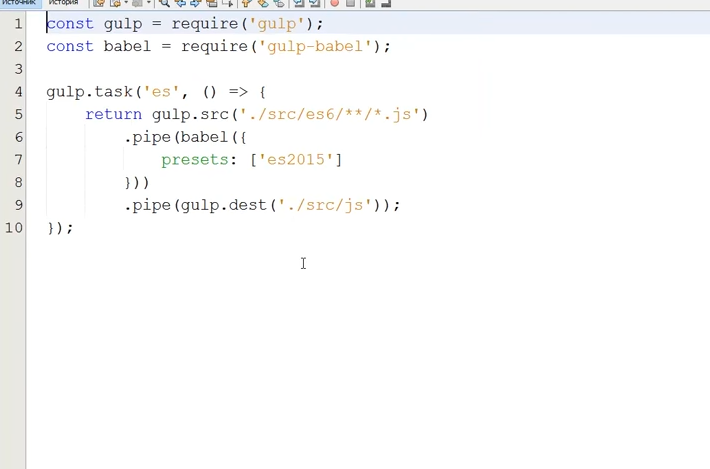 Источник История
1 const gulp = require('gulp');
2 const babel = require('gulp-babel');
3
4 gulp.task('es', () => {
5 return gulp.src('./src/es6/**/*.js')
6 .pipe(babel({
7 presets: ['es2015']
8 }))
9 .pipe(gulp.dest('./src/js'));
10 });